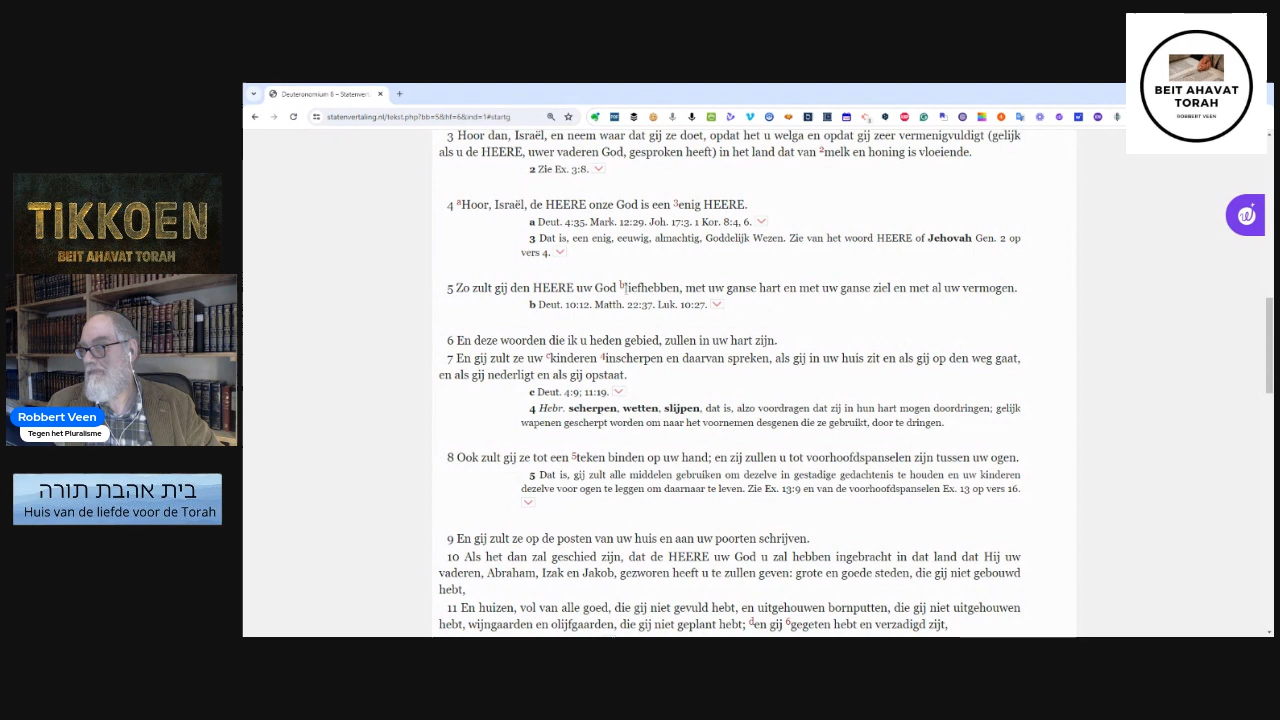 BEIT AHAVAT
TORAH
ROBBERT VEEN
Deuteronomium 6 – Statenvert
statenvertaling.nl/tekst.php?bb=5&hf=6&ind=1#startg
3 Hoor dan, Israël, en neem waar dat gij ze doet, opdat het u welga en opdat gij zeer vermenigvuldigt (gelijk
als u de HEERE, uwer vaderen God, gesproken heeft) in het land dat van 2melk en honing is vloeiende.
2 Zie Ex. 3:8.
4 aHoor, Israël, de HEERE onze God is een 3enig HEERE.
a Deut. 4:35. Mark. 12:29. Joh. 17:3. 1 Kor. 8:4, 6.
3 Dat is, een enig, eeuwig, almachtig, Goddelijk Wezen. Zie van het woord HEERE of Jehovah Gen. 2 op
vers 4.
5 Zo zult gij den HEERE uw God bliefhebben, met uw ganse hart en met uw ganse ziel en met al uw vermogen.
b Deut. 10:12. Matth. 22:37. Luk. 10:27.
6 En deze woorden die ik u heden gebied, zullen in uw hart zijn.
7 En gij zult ze uw ckinderen 4inscherpen en daarvan spreken, als gij in uw huis zit en als gij op den weg gaat,
en als gij nederligt en als gij opstaat.
c Deut. 4:9; 11:19.
4 Hebr. scherpen, wetten, slijpen, dat is, alzo voordragen dat zij in hun hart mogen doordringen; gelijk
wapenen gescherpt worden om naar het voornemen desgenen die ze gebruikt, door te dringen.
8 Ook zult gij ze tot een 5teken binden op uw hand; en zij zullen u tot voorhoofdspanselen zijn tussen uw ogen.
5 Dat is, gij zult alle middelen gebruiken om dezelve in gestadige gedachtenis te houden en uw kinderen
dezelve voor ogen te leggen om daarnaar te leven. Zie Ex. 13:9 en van de voorhoofdspanselen Ex. 13 op vers 16.
9 En gij zult ze op de posten van uw huis en aan uw poorten schrijven.
10 Als het dan zal geschied zijn, dat de HEERE uw God u zal hebben ingebracht in dat land dat Hij uw
vaderen, Abraham, Izak en Jakob, gezworen heeft u te zullen geven: grote en goede steden, die gij niet gebouwd
hebt,
11 En huizen, vol van alle goed, die gij niet gevuld hebt, en uitgehouwen bornputten, die gij niet uitgehouwen
hebt, wijngaarden en olijfgaarden, die gij niet geplant hebt; den gij 6gegeten hebt en verzadigd zijt,
TIKKOEN
BEIT AHAVAT TORAH
Robbert Veen
Tegen het Pluralisme
בית אהבת תורה
Huis van de liefde voor de Torah